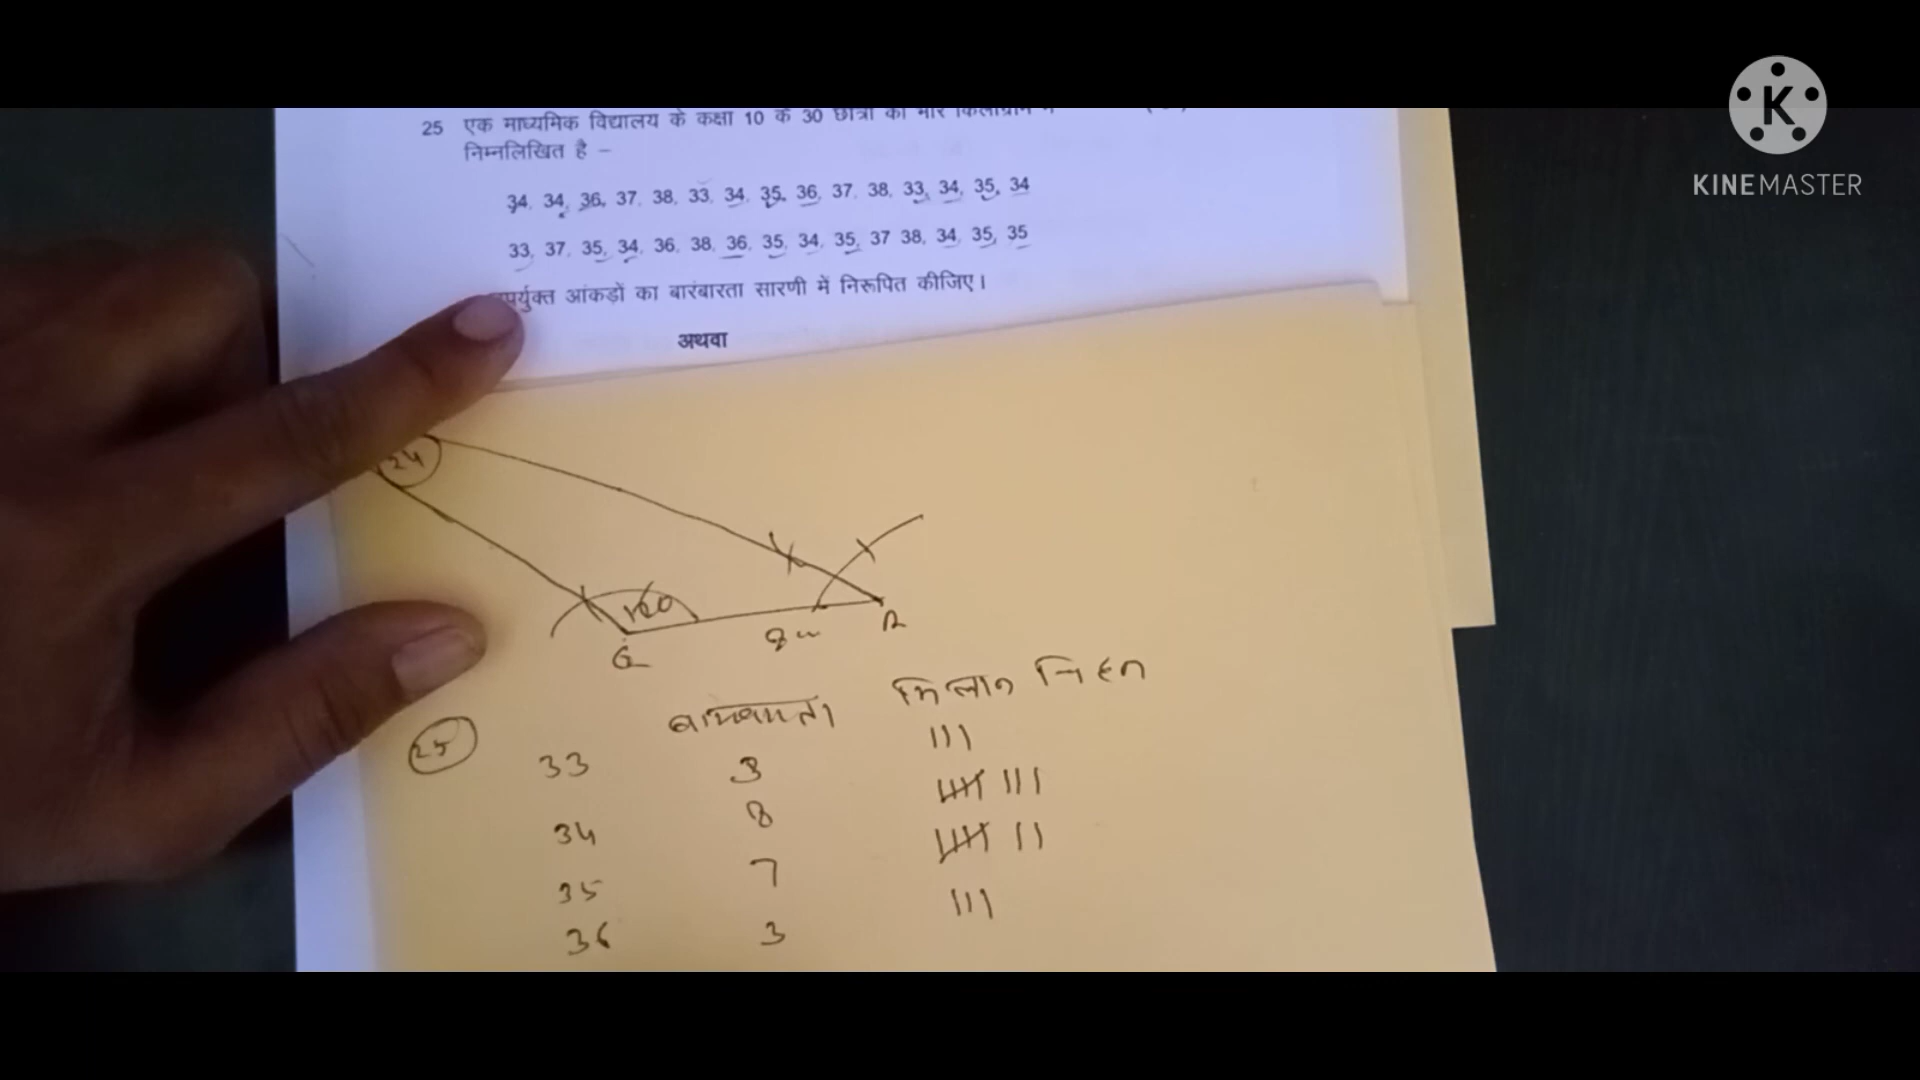 25 एक माध्यमिक विद्यालय के कक्षा 10 के 30 छात्रों का भार किलोग्राम में
निम्नलिखित है –
34, 34, 36, 37, 38, 33, 34, 35, 36, 37, 38, 33, 34, 35, 34
33, 37, 35, 34, 36, 38, 36, 35, 34, 35, 37 38, 34, 35, 35
उपर्युक्त आंकड़ों का बारंबारता सारणी में निरूपित कीजिए।
अथवा
24
120
Q 8 R
25 बारंबारता मिलान चिह्न
33 3 |||
34 8 |||| |||
35 7 |||| ||
36 3 |||
K
KINEMASTER